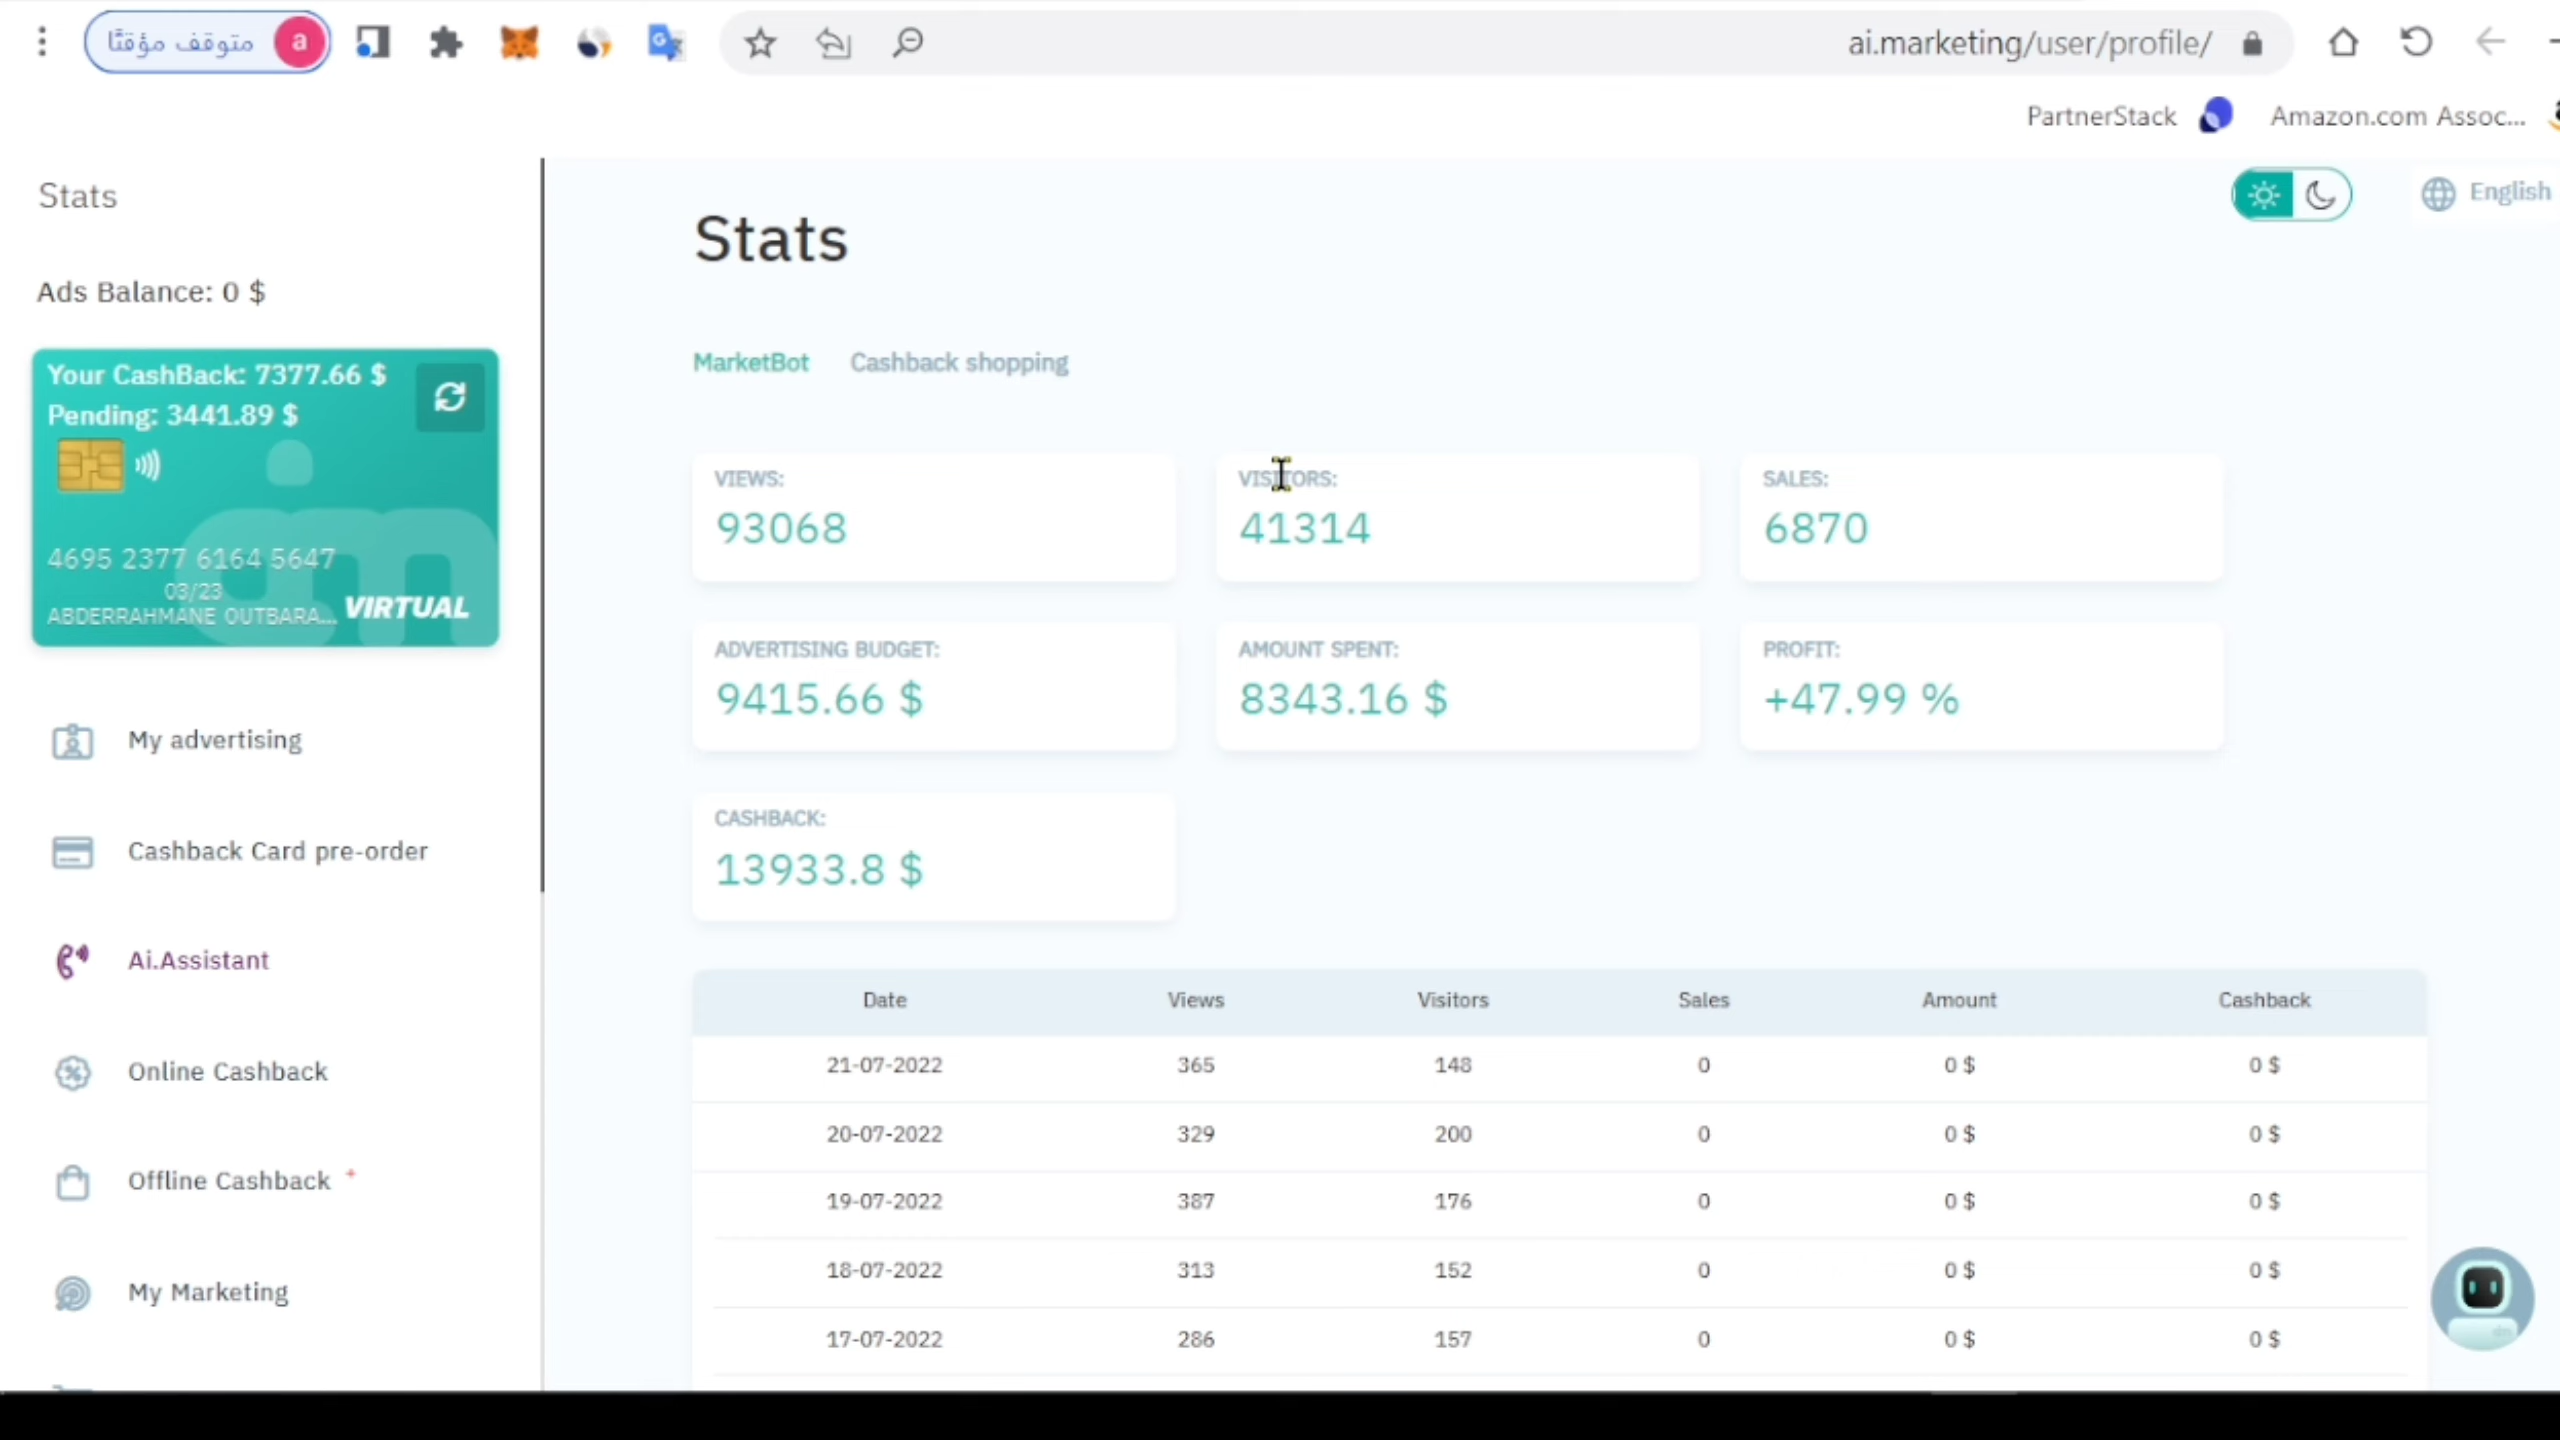 متوقف مؤقتًا
a
ai.marketing/user/profile/
PartnerStack
Amazon.com Assoc...
Stats
Ads Balance: 0 $
Your CashBack: 7377.66 $
Pending: 3441.89 $
4695 2377 6164 5647
03/23
ABDERRAHMANE OUTBARA...
VIRTUAL
My advertising
Cashback Card pre-order
Ai.Assistant
Online Cashback
Offline Cashback +
My Marketing
English
Stats
MarketBot Cashback shopping
VIEWS:
93068
VISITORS:
41314
SALES:
6870
ADVERTISING BUDGET:
9415.66 $
AMOUNT SPENT:
8343.16 $
PROFIT:
+47.99 %
CASHBACK:
13933.8 $
Date Views Visitors Sales Amount Cashback
21-07-2022 365 148 0 0 $ 0 $
20-07-2022 329 200 0 0 $ 0 $
19-07-2022 387 176 0 0 $ 0 $
18-07-2022 313 152 0 0 $ 0 $
17-07-2022 286 157 0 0 $ 0 $